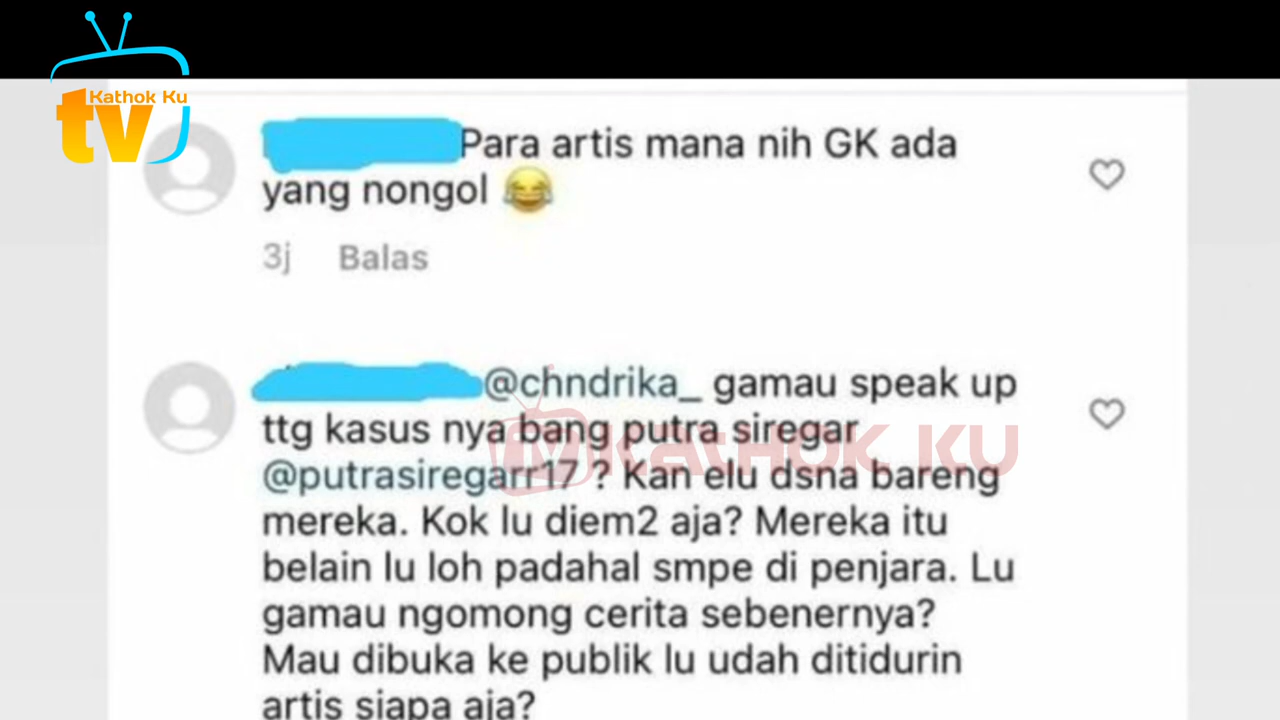 Kathok Ku
tv
Para artis mana nih GK ada
yang nongol 😂
3j Balas
@chndrika_ gamau speak up
ttg kasus nya bang putra siregar
@putrasiregarr17 ? Kan elu dsna bareng
mereka. Kok lu diem2 aja? Mereka itu
belain lu loh padahal smpe di penjara. Lu
gamau ngomong cerita sebenernya?
Mau dibuka ke publik lu udah ditidurin
artis siapa aja?
tv KatHOK KU